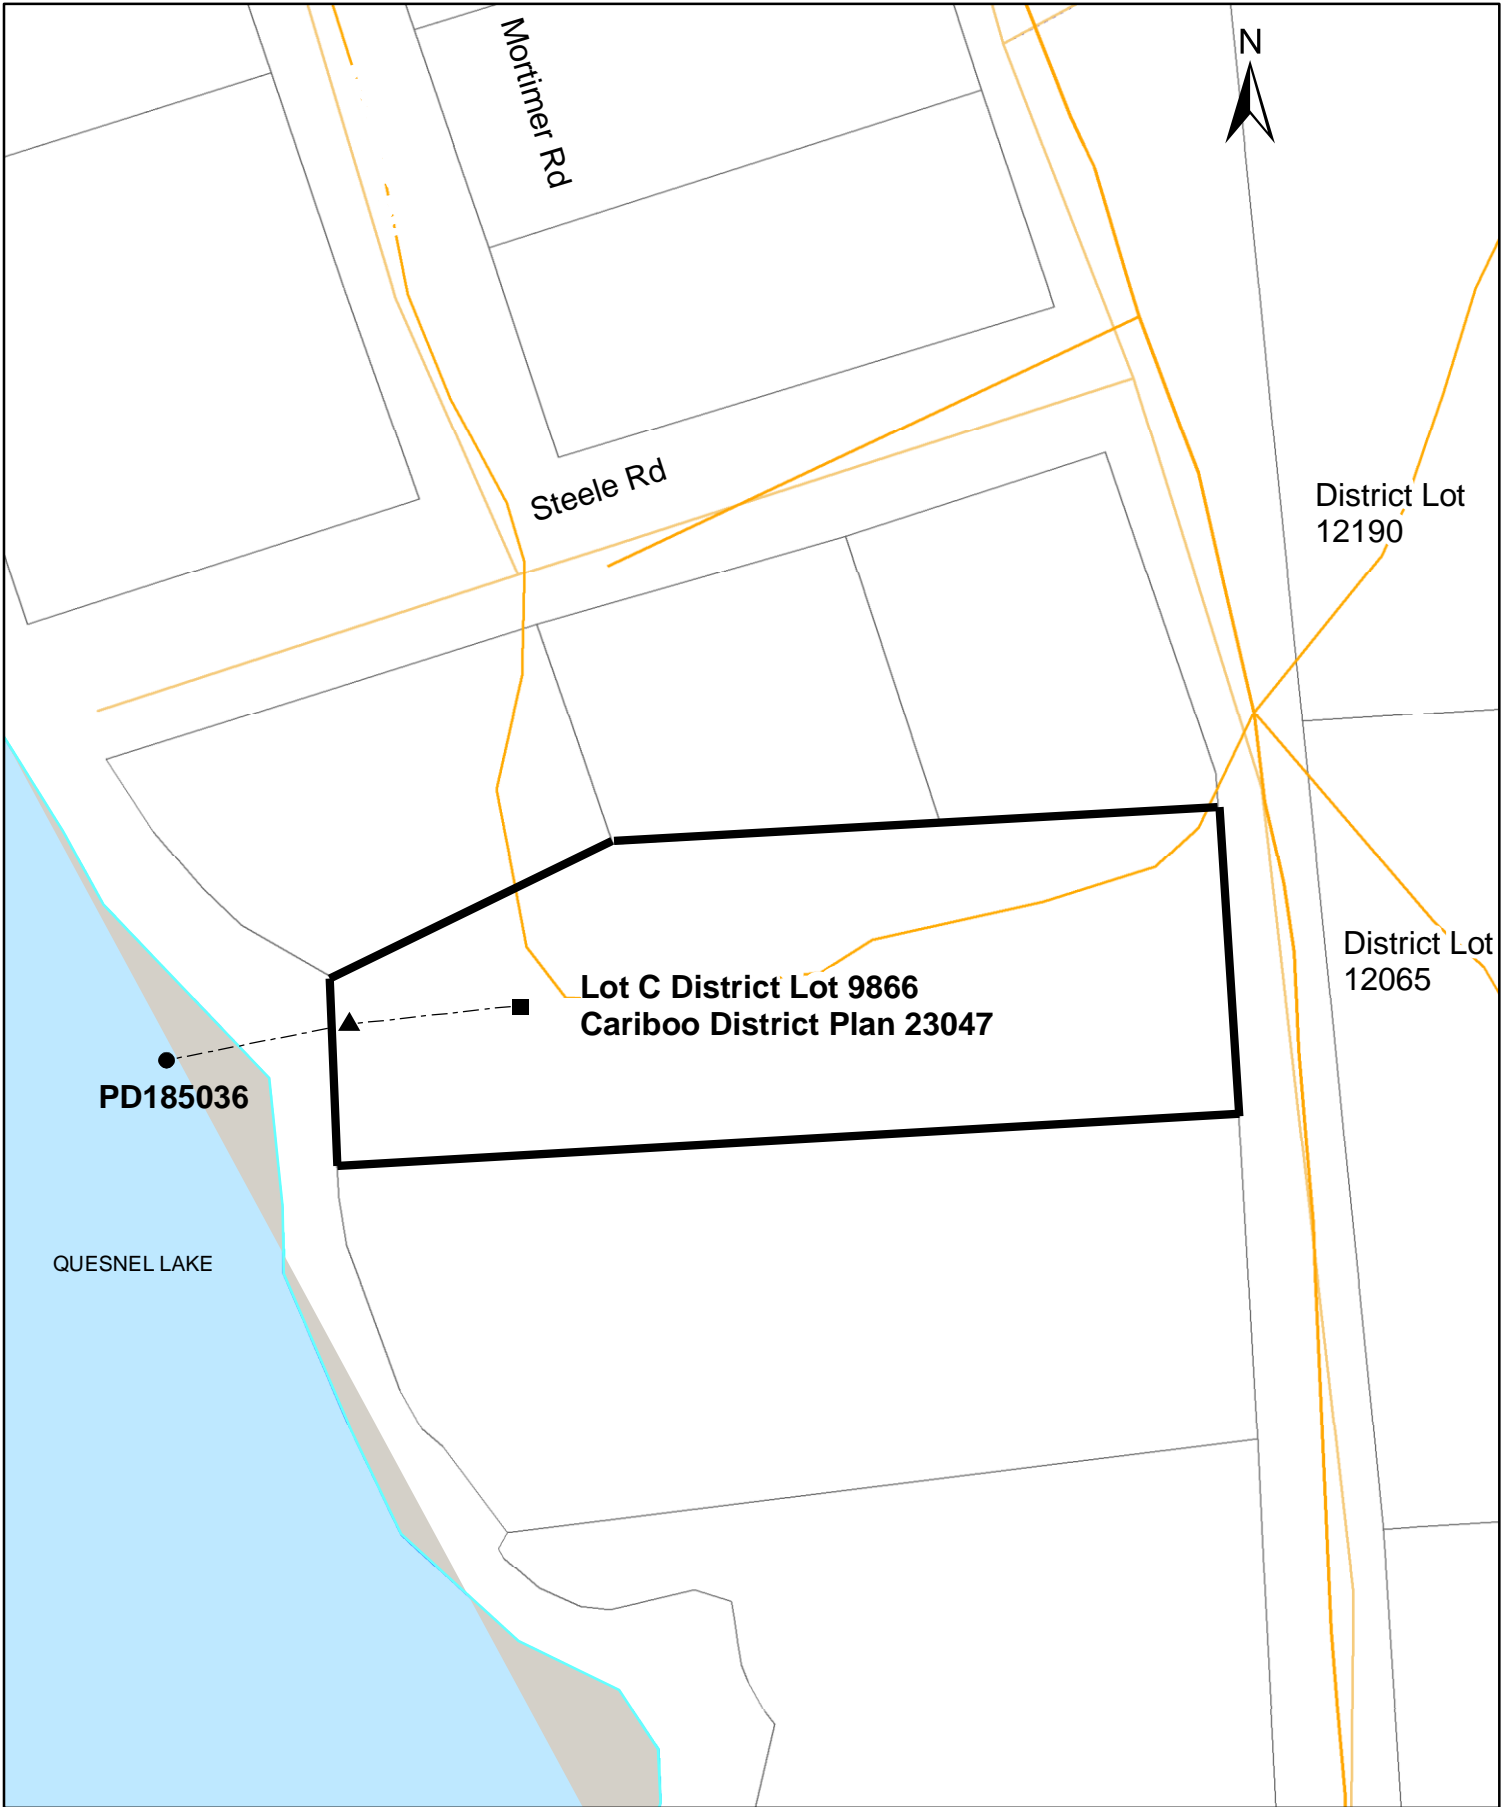 N
Mortimer Rd
Steele Rd
District Lot
12190
District Lot
12065
Lot C District Lot 9866
Cariboo District Plan 23047
PD185036
QUESNEL LAKE